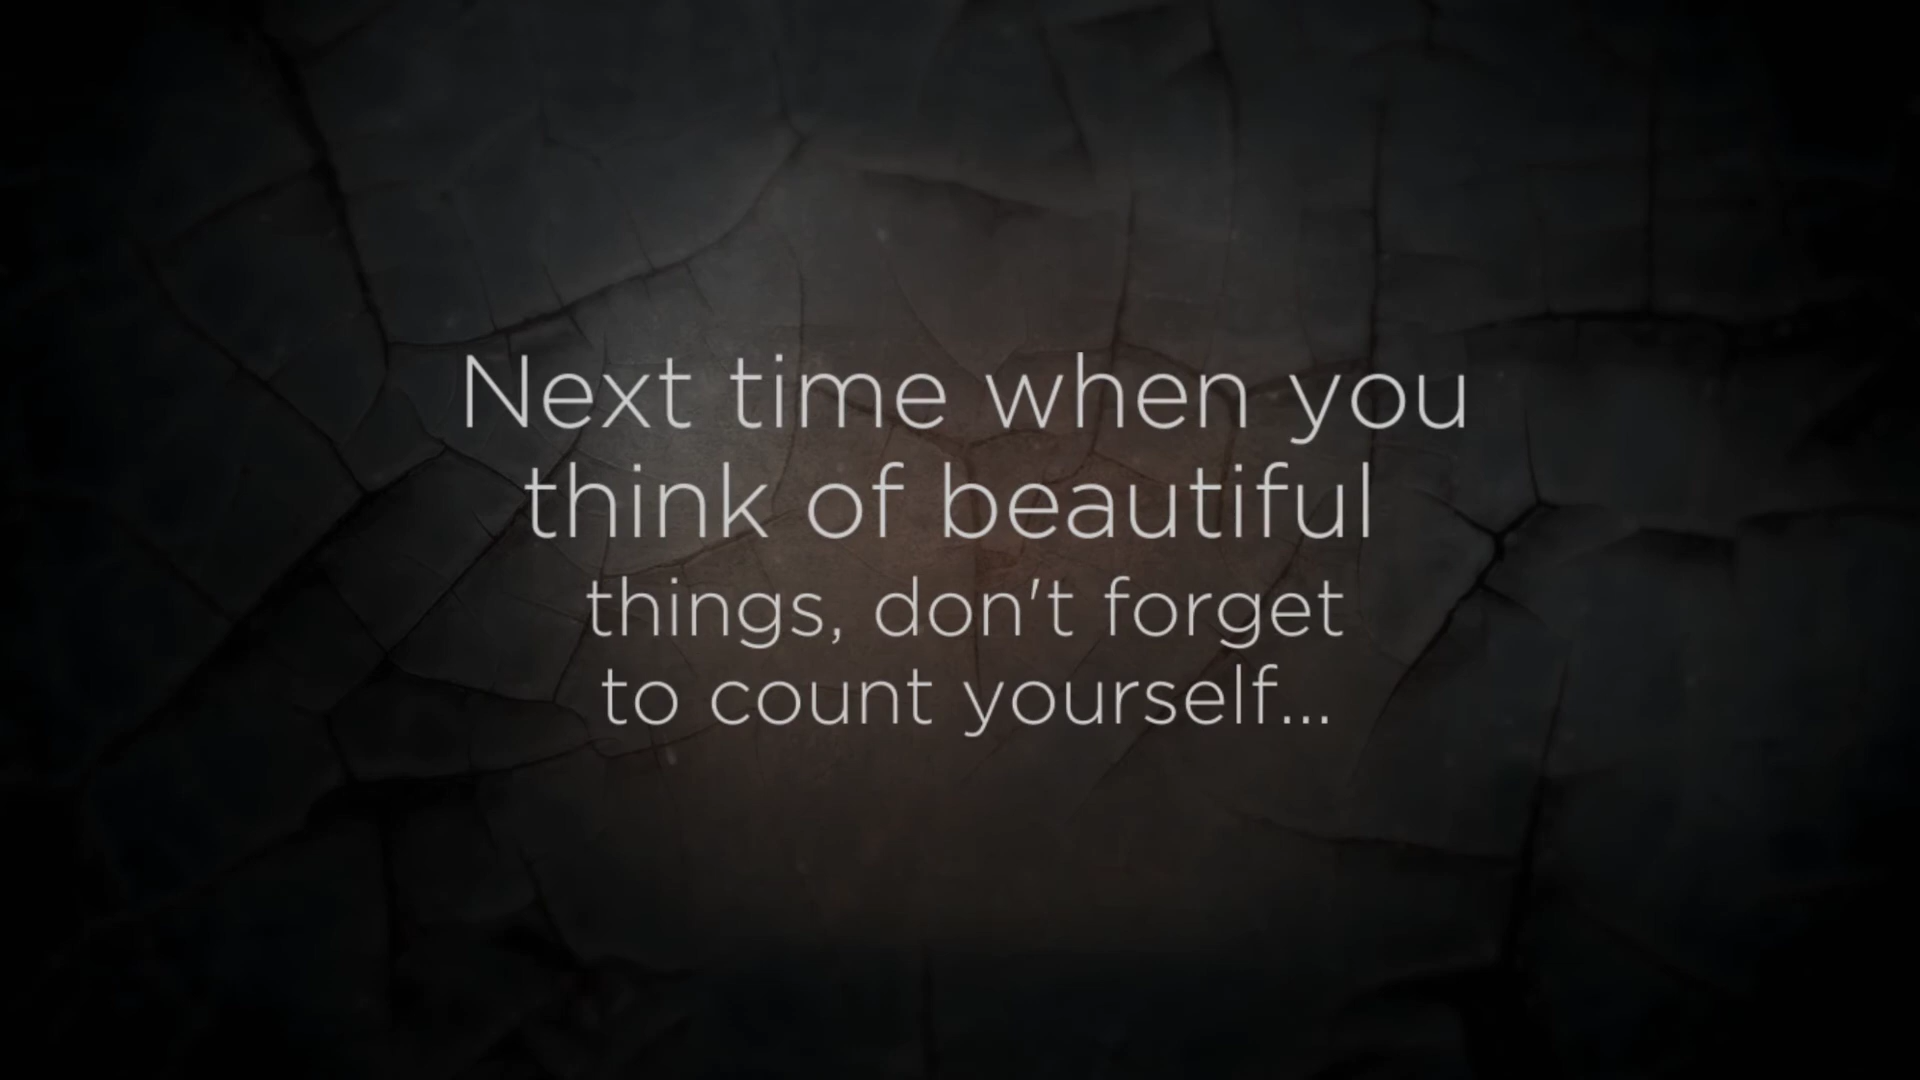 Next time when you
think of beautiful
things, don't forget
to count yourself...